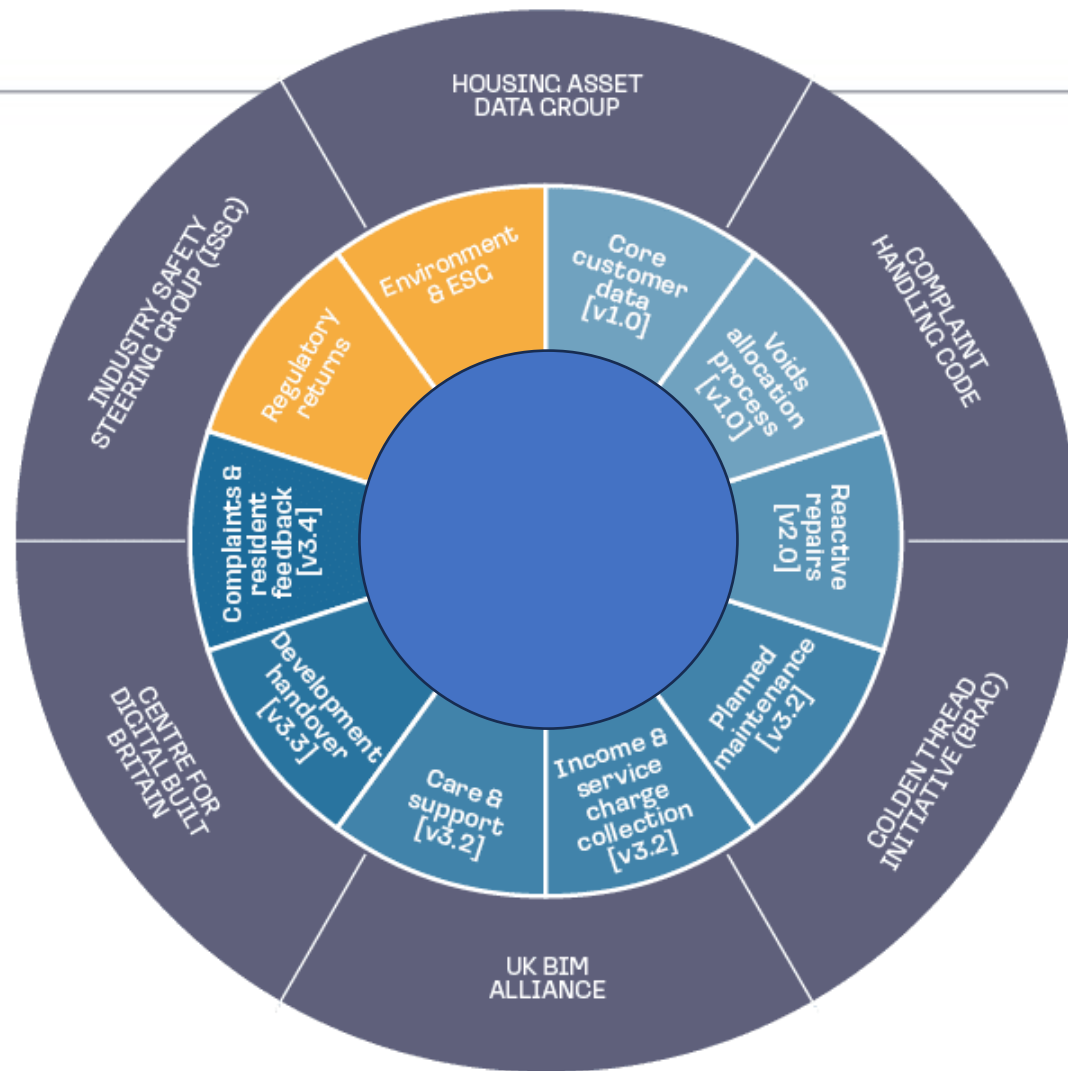 HOUSING ASSET
DATA GROUP
COMPLAINT
HANDLING CODE
GOLDEN THREAD
INITIATIVE (BRAC)
UK BIM
ALLIANCE
CENTRE FOR
DIGITAL BUILT
BRITAIN
INDUSTRY SAFETY
STEERING GROUP (ISSG)
Core
customer
data
[v1.0]
Voids
allocation
process
[v1.0]
Reactive
repairs
[v2.0]
Planned
maintenance
[v3.2]
Income &
service
charge
collection
[v3.2]
Care &
support
[v3.2]
Development
handover
[v3.3]
Complaints &
resident
feedback
[v3.4]
Regulatory
returns
Environment
& ESG